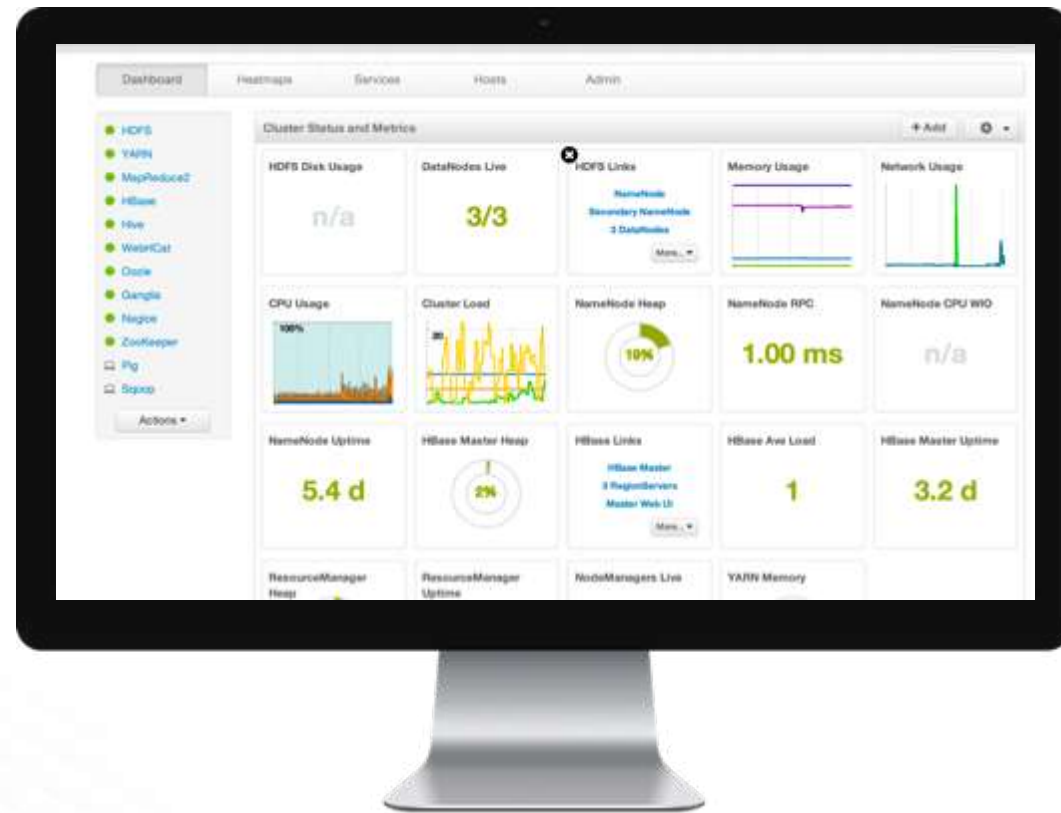 Dashboard
Heatmaps
Services
Hosts
Admin
HDFS
YARN
MapReduce2
HBase
Hive
WebHCat
Oozie
Ganglia
Nagios
ZooKeeper
Pig
Sqoop
Actions
Cluster Status and Metrics
+ Add
HDFS Disk Usage
n/a
DataNodes Live
3/3
HDFS Links
NameNode
Secondary NameNode
3 DataNodes
More...
Memory Usage
Network Usage
CPU Usage
100%
Cluster Load
20
NameNode Heap
NameNode RPC
1.00 ms
NameNode CPU WIO
n/a
NameNode Uptime
5.4 d
HBase Master Heap
2%
HBase Links
HBase Master
3 RegionServers
Master Web UI
More...
HBase Ave Load
1
HBase Master Uptime
3.2 d
ResourceManager
Heap
ResourceManager
Uptime
NodeManagers Live
YARN Memory